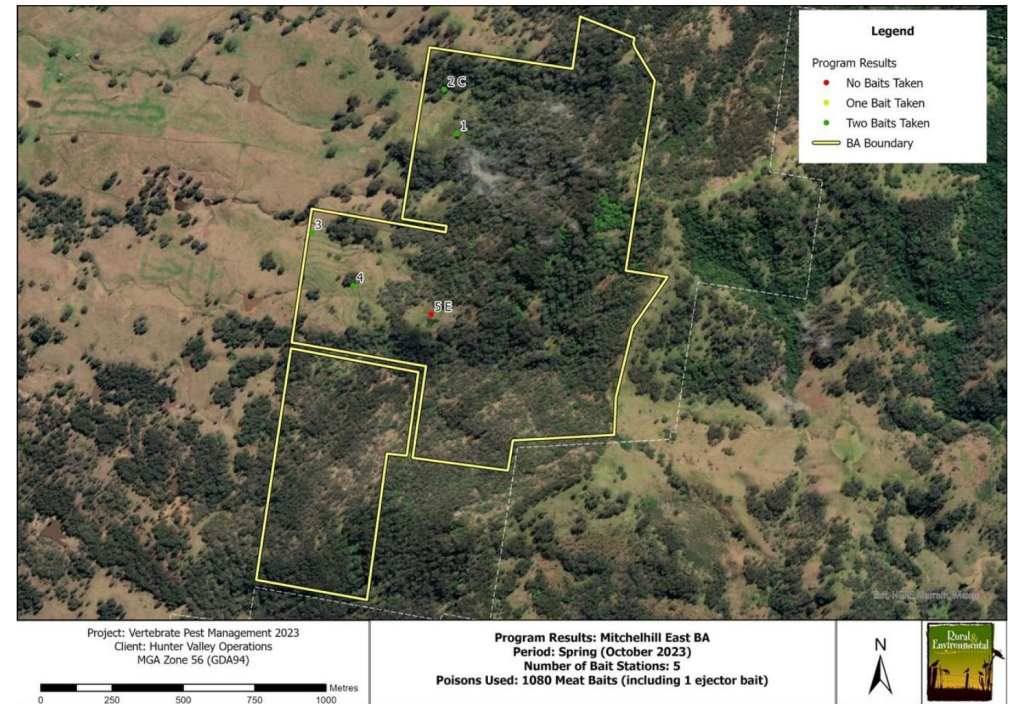 Legend
Program Results
No Baits Taken
One Bait Taken
Two Baits Taken
BA Boundary
2 C
1
3
4
5 E
Project: Vertebrate Pest Management 2023
Client: Hunter Valley Operations
MGA Zone 56 (GDA94)
0 250 500 750 1000 Metres
Program Results: Mitchelhill East BA
Period: Spring (October 2023)
Number of Bait Stations: 5
Poisons Used: 1080 Meat Baits (including 1 ejector bait)
N
Rural &
Environmental